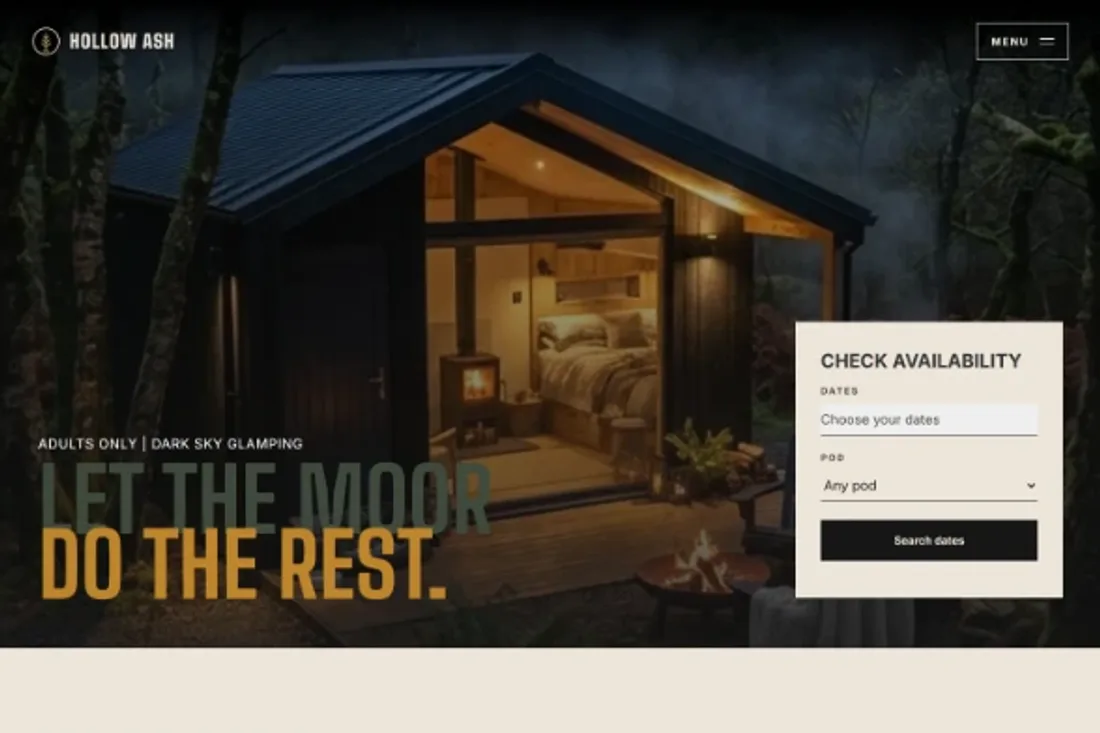 HOLLOW ASH
MENU
ADULTS ONLY | DARK SKY GLAMPING
LET THE MOOR
DO THE REST.
CHECK AVAILABILITY
DATES
Choose your dates
POD
Any pod
Search dates